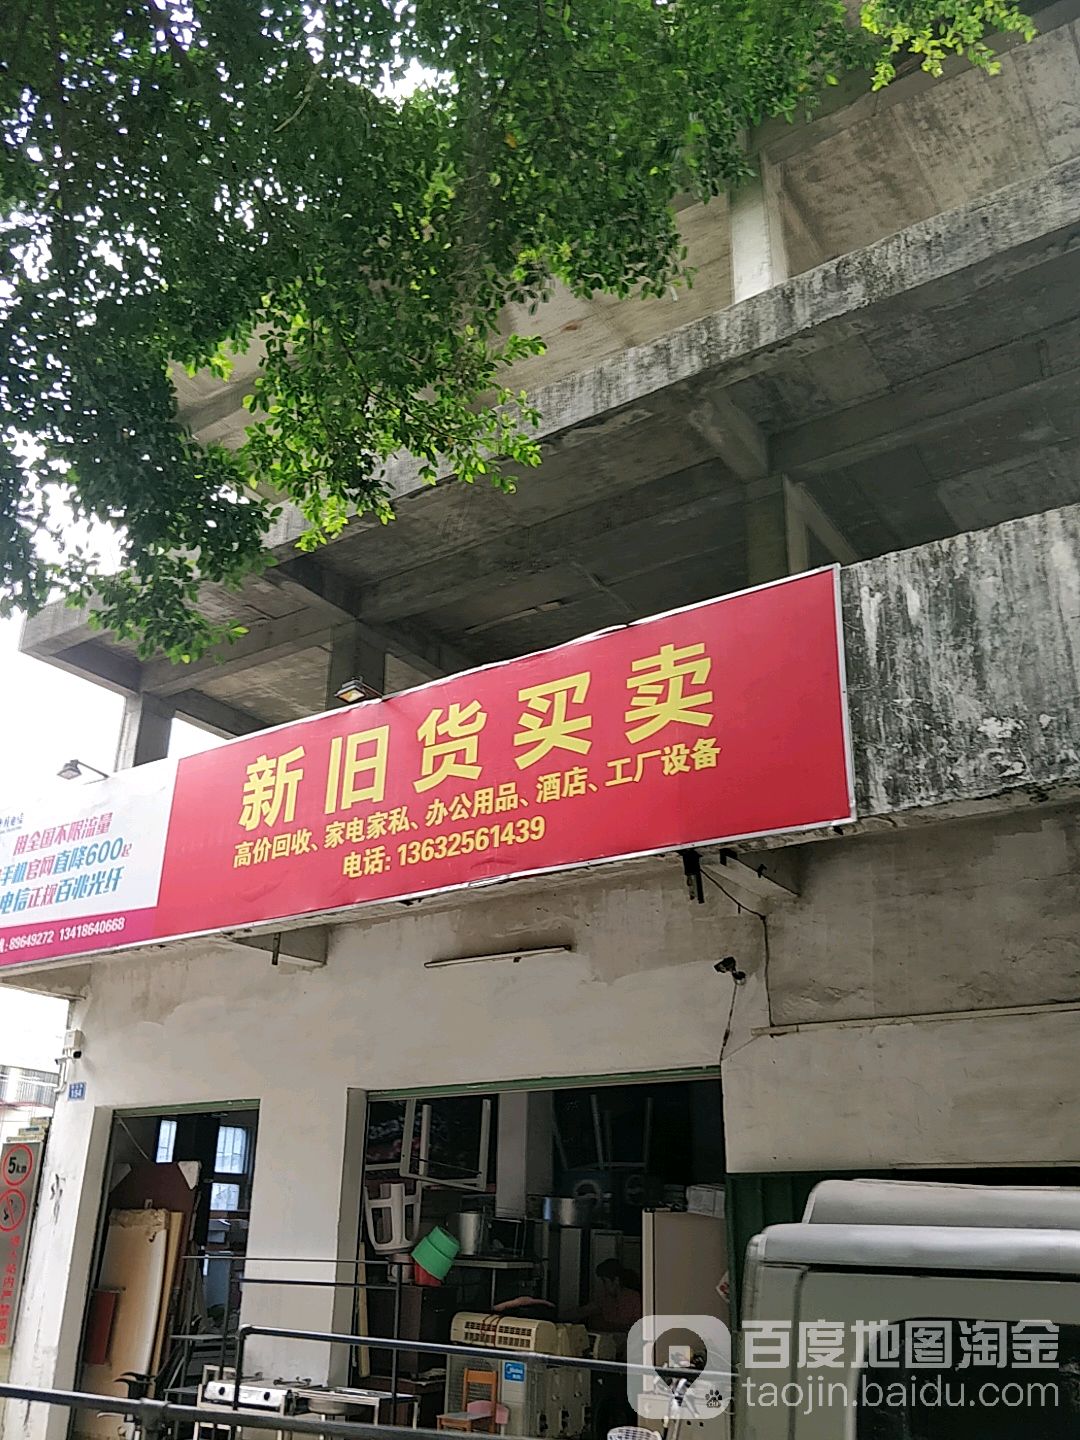 新旧货买卖
高价回收、家电家私、办公用品、酒店、工厂设备
电话: 13632561439
用全国不限流量
手机官网直降600起
电信正规百兆光纤
: 89649272 13418640668
5
百度地图淘金
taojin.baidu.com